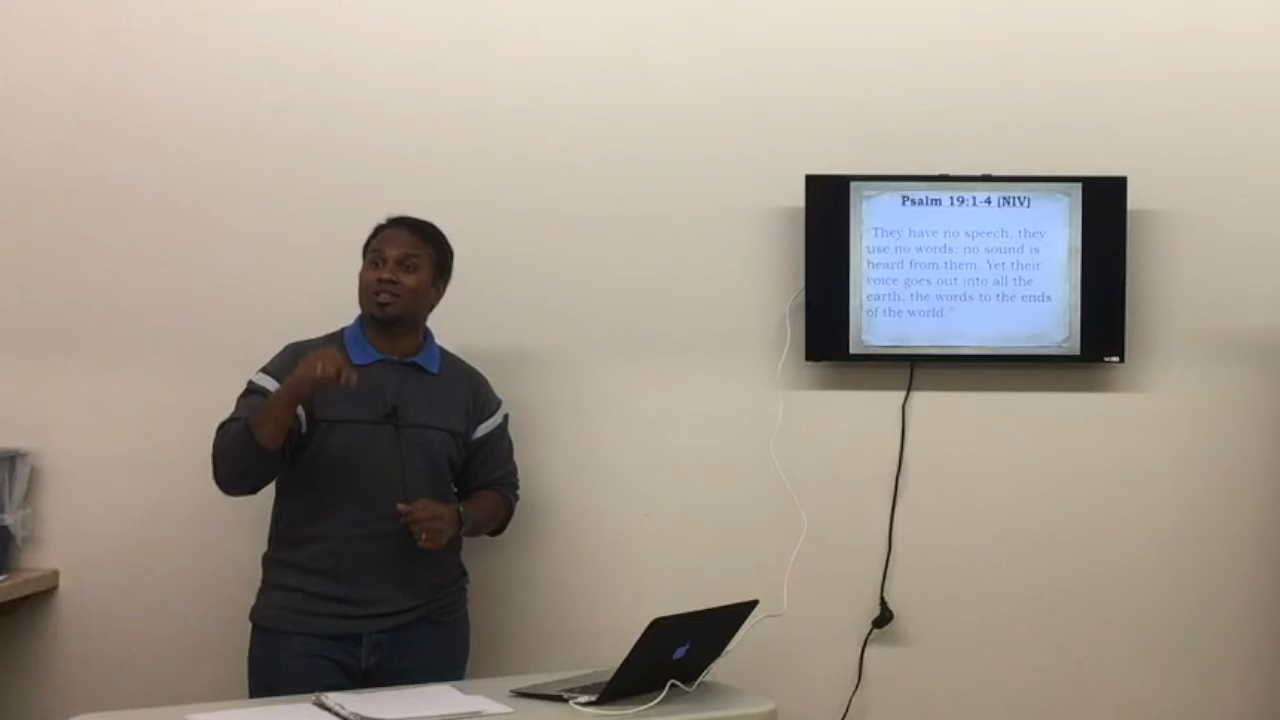 Psalm 19:1-4 (NIV)
"They have no speech, they
use no words; no sound is
heard from them. Yet their
voice goes out into all the
earth, the words to the ends
of the world."